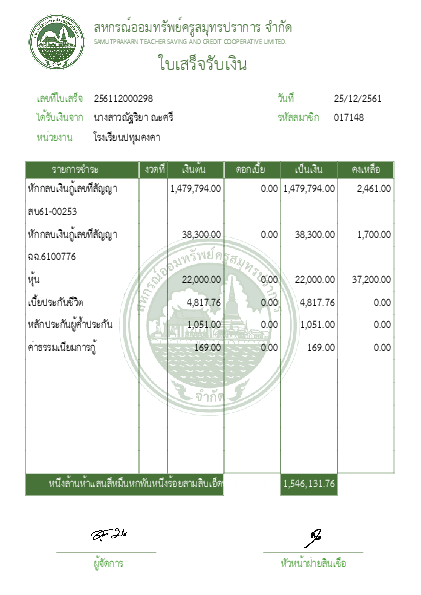 สหกรณ์ออมทรัพย์ครูสมุทรปราการ จำกัด
SAMUTPRAKARN TEACHER SAVING AND CREDIT COOPERATIVE LIMITED.
ใบเสร็จรับเงิน
เลขที่ใบเสร็จ 256112000298 วันที่ 25/12/2561
ได้รับเงินจาก นางสาวณัฐริยา ณะศรี รหัสสมาชิก 017148
หน่วยงาน โรงเรียนปทุมคงคา
รายการชำระ งวดที่ เงินต้น ดอกเบี้ย เป็นเงิน คงเหลือ
หักกลบเงินกู้เลขที่สัญญา 1,479,794.00 0.00 1,479,794.00 2,461.00
สบ61-00253
หักกลบเงินกู้เลขที่สัญญา 38,300.00 0.00 38,300.00 1,700.00
ฉฉ.6100776
หุ้น 22,000.00 0.00 22,000.00 37,200.00
เบี้ยประกันชีวิต 4,817.76 0.00 4,817.76 0.00
หลักประกันผู้ค้ำประกัน 1,051.00 0.00 1,051.00 0.00
ค่าธรรมเนียมการกู้ 169.00 0.00 169.00 0.00
สหกรณ์ออมทรัพย์ครูสมุทรปราการ
จำกัด
หนึ่งล้านห้าแสนสี่หมื่นหกพันหนึ่งร้อยสามสิบเอ็ด 1,546,131.76
ผู้จัดการ หัวหน้าฝ่ายสินเชื่อ